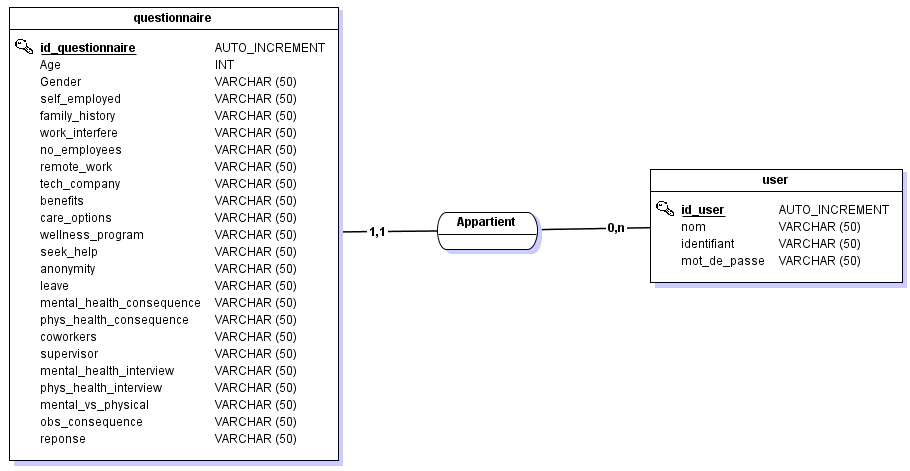 questionnaire
id_questionnaire AUTO_INCREMENT
Age INT
Gender VARCHAR (50)
self_employed VARCHAR (50)
family_history VARCHAR (50)
work_interfere VARCHAR (50)
no_employees VARCHAR (50)
remote_work VARCHAR (50)
tech_company VARCHAR (50)
benefits VARCHAR (50)
care_options VARCHAR (50)
wellness_program VARCHAR (50)
seek_help VARCHAR (50)
anonymity VARCHAR (50)
leave VARCHAR (50)
mental_health_consequence VARCHAR (50)
phys_health_consequence VARCHAR (50)
coworkers VARCHAR (50)
supervisor VARCHAR (50)
mental_health_interview VARCHAR (50)
phys_health_interview VARCHAR (50)
mental_vs_physical VARCHAR (50)
obs_consequence VARCHAR (50)
reponse VARCHAR (50)
1,1
Appartient
0,n
user
id_user AUTO_INCREMENT
nom VARCHAR (50)
identifiant VARCHAR (50)
mot_de_passe VARCHAR (50)